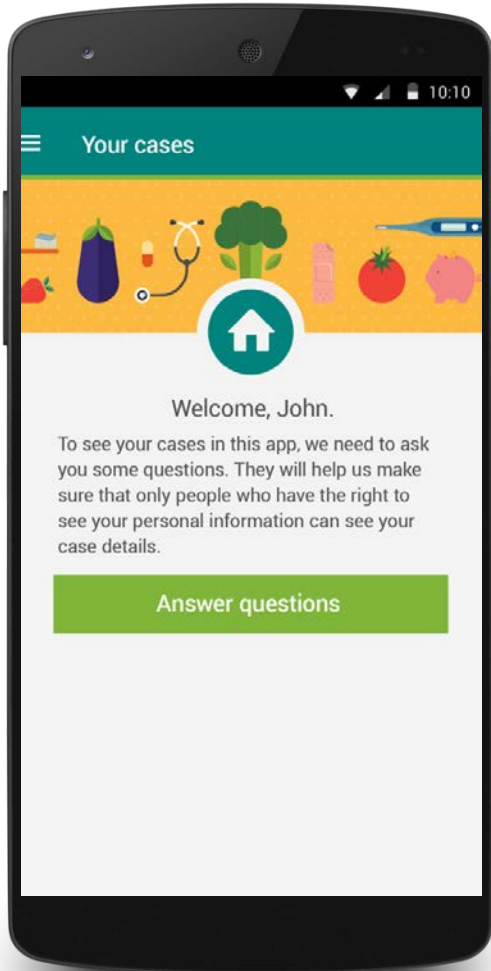 10:10
Your cases
Welcome, John.
To see your cases in this app, we need to ask
you some questions. They will help us make
sure that only people who have the right to
see your personal information can see your
case details.
Answer questions